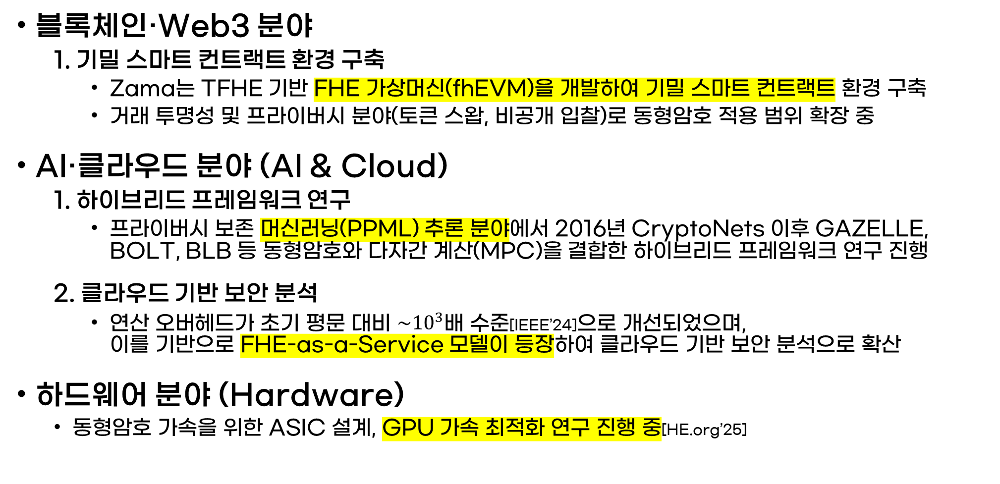 • 블록체인·Web3 분야
1. 기밀 스마트 컨트랙트 환경 구축
• Zama는 TFHE 기반 FHE 가상머신(fhEVM)을 개발하여 기밀 스마트 컨트랙트 환경 구축
• 거래 투명성 및 프라이버시 분야(토큰 스왑, 비공개 입찰)로 동형암호 적용 범위 확장 중
• AI·클라우드 분야 (AI & Cloud)
1. 하이브리드 프레임워크 연구
• 프라이버시 보존 머신러닝(PPML) 추론 분야에서 2016년 CryptoNets 이후 GAZELLE,
BOLT, BLB 등 동형암호와 다자간 계산(MPC)을 결합한 하이브리드 프레임워크 연구 진행
2. 클라우드 기반 보안 분석
• 연산 오버헤드가 초기 평문 대비 ~10³배 수준[IEEE’24]으로 개선되었으며,
이를 기반으로 FHE-as-a-Service 모델이 등장하여 클라우드 기반 보안 분석으로 확산
• 하드웨어 분야 (Hardware)
• 동형암호 가속을 위한 ASIC 설계, GPU 가속 최적화 연구 진행 중[HE.org’25]